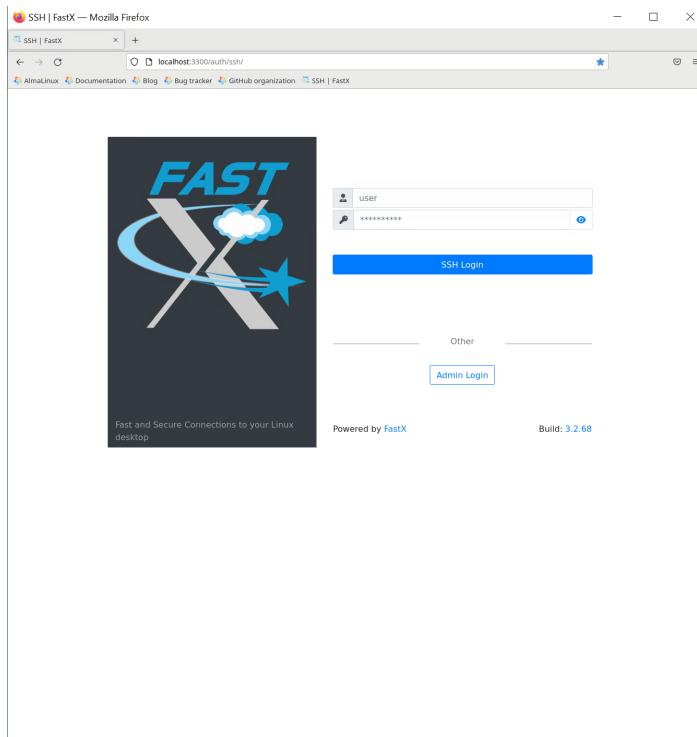 SSH | FastX — Mozilla Firefox
SSH | FastX
localhost:3300/auth/ssh/
AlmaLinux Documentation Blog Bug tracker GitHub organization SSH | FastX
FAST
X
user
**********
SSH Login
Other
Admin Login
Fast and Secure Connections to your Linux
desktop
Powered by FastX
Build: 3.2.68